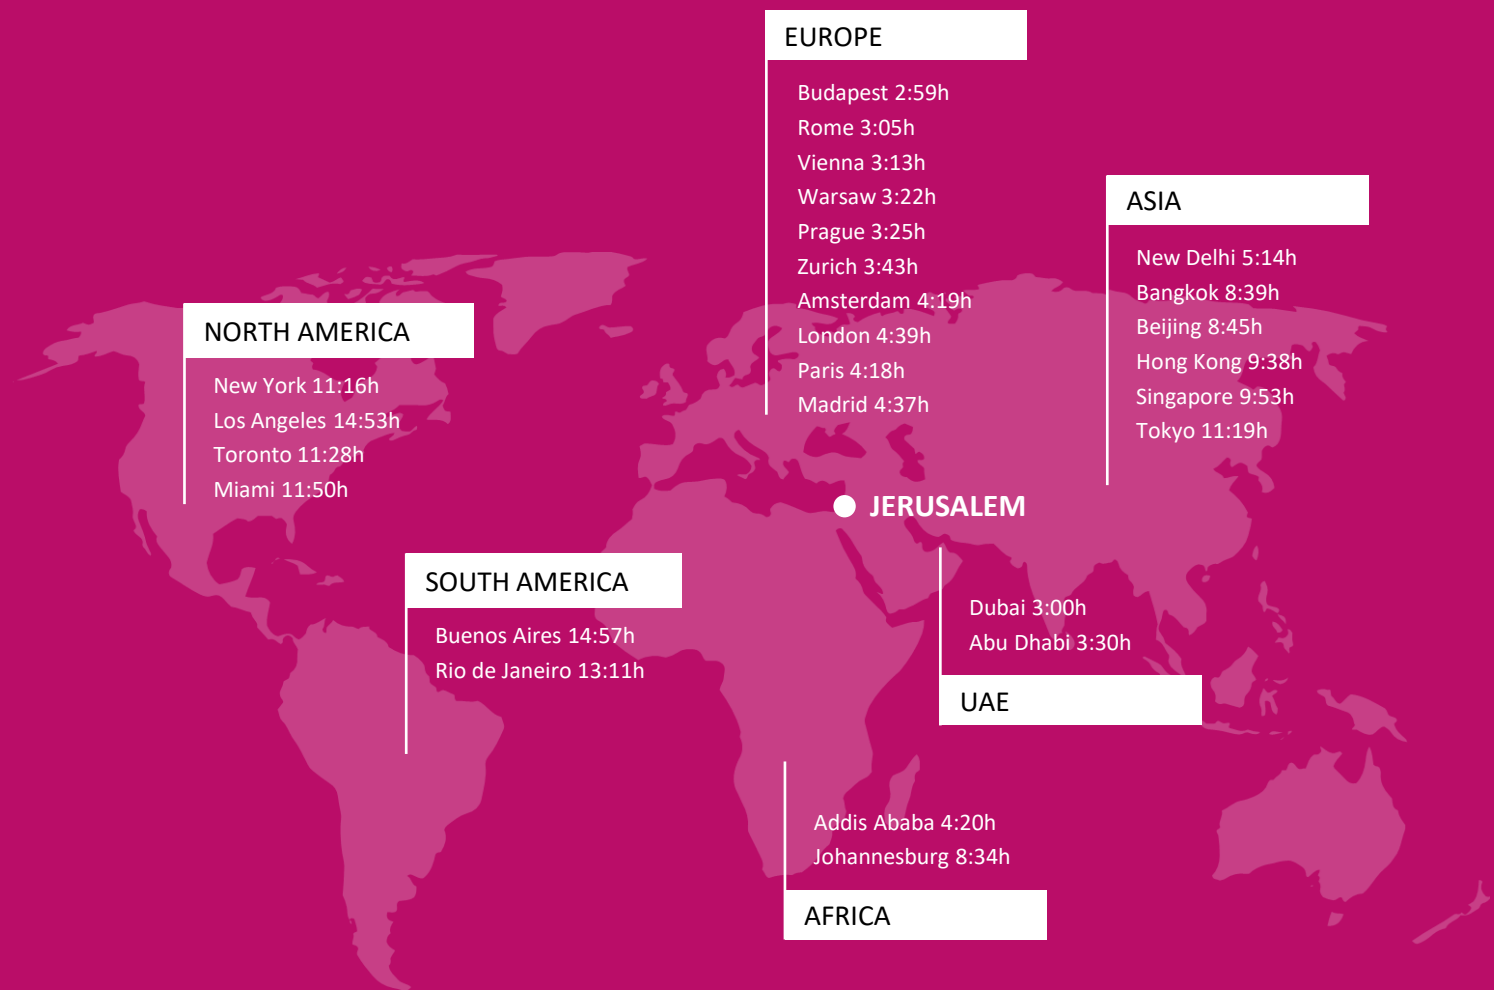 EUROPE
Budapest 2:59h
Rome 3:05h
Vienna 3:13h
Warsaw 3:22h
Prague 3:25h
Zurich 3:43h
Amsterdam 4:19h
London 4:39h
Paris 4:18h
Madrid 4:37h
ASIA
New Delhi 5:14h
Bangkok 8:39h
Beijing 8:45h
Hong Kong 9:38h
Singapore 9:53h
Tokyo 11:19h
NORTH AMERICA
New York 11:16h
Los Angeles 14:53h
Toronto 11:28h
Miami 11:50h
JERUSALEM
SOUTH AMERICA
Buenos Aires 14:57h
Rio de Janeiro 13:11h
Dubai 3:00h
Abu Dhabi 3:30h
UAE
Addis Ababa 4:20h
Johannesburg 8:34h
AFRICA